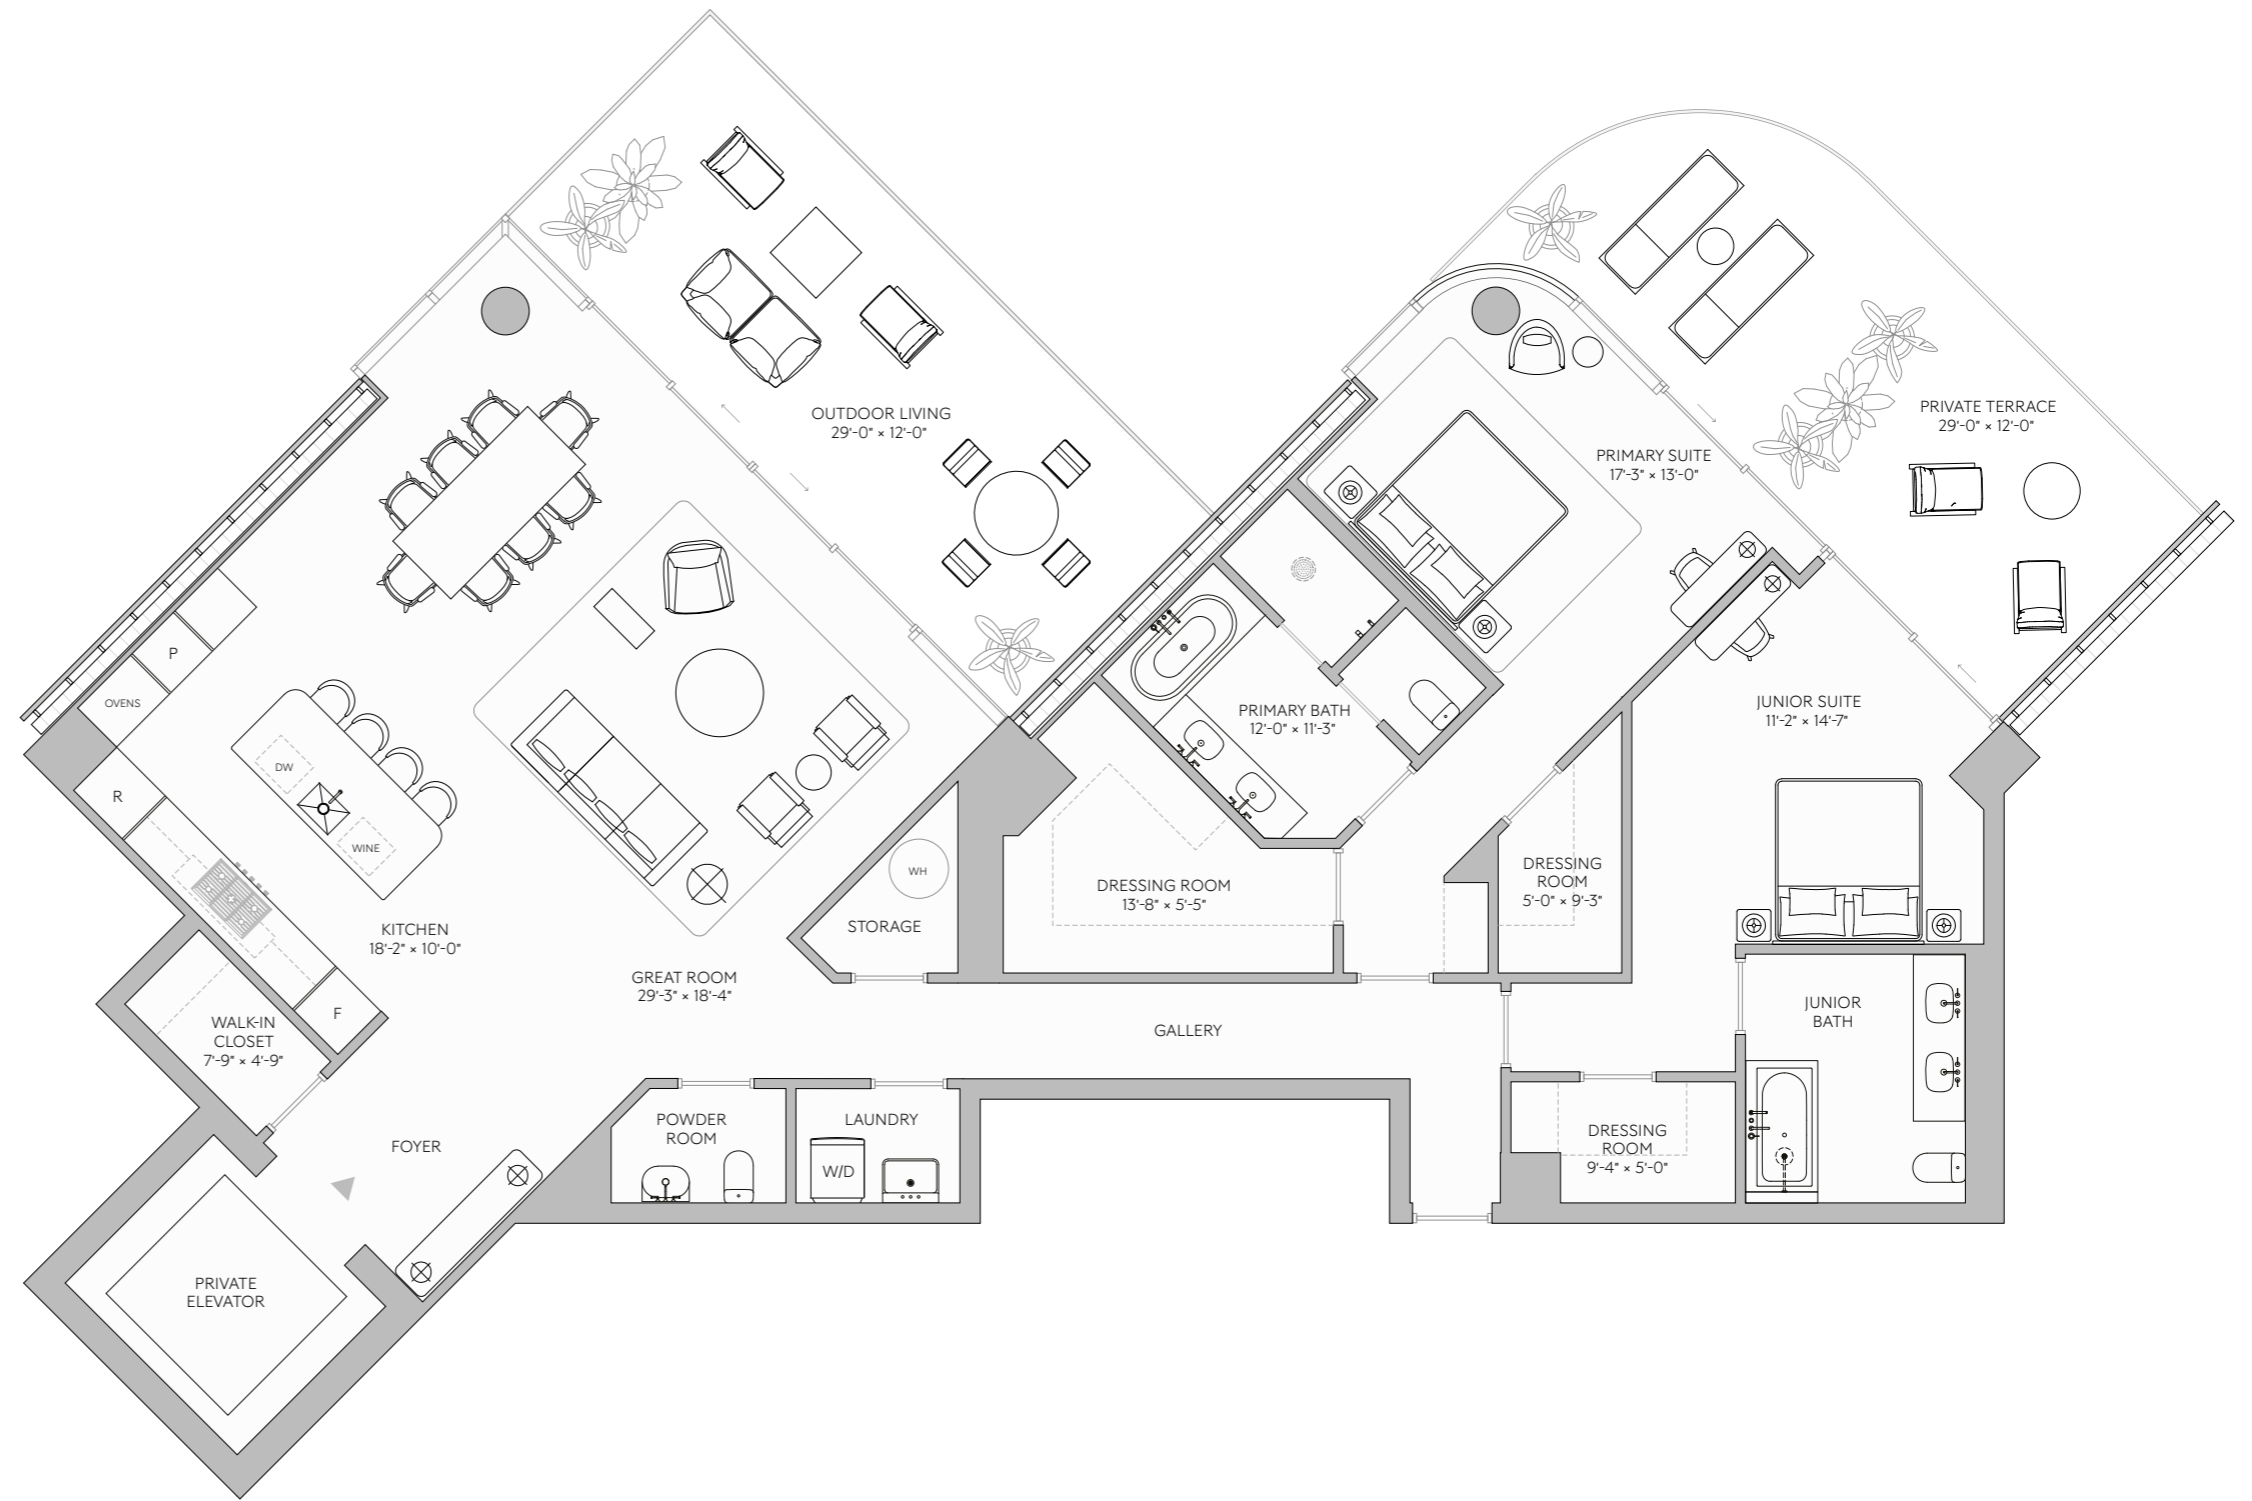 OUTDOOR LIVING
29'-0" × 12'-0"
PRIVATE TERRACE
29'-0" × 12'-0"
PRIMARY SUITE
17'-3" × 13'-0"
P
OVENS
R
DW
WINE
PRIMARY BATH
12'-0" × 11'-3"
JUNIOR SUITE
11'-2" × 14'-7"
WH
STORAGE
DRESSING ROOM
13'-8" × 5'-5"
DRESSING
ROOM
5'-0" × 9'-3"
KITCHEN
18'-2" × 10'-0"
GREAT ROOM
29'-3" × 18'-4"
F
WALK-IN
CLOSET
7'-9" × 4'-9"
GALLERY
JUNIOR
BATH
FOYER
POWDER
ROOM
LAUNDRY
W/D
DRESSING
ROOM
9'-4" × 5'-0"
PRIVATE
ELEVATOR